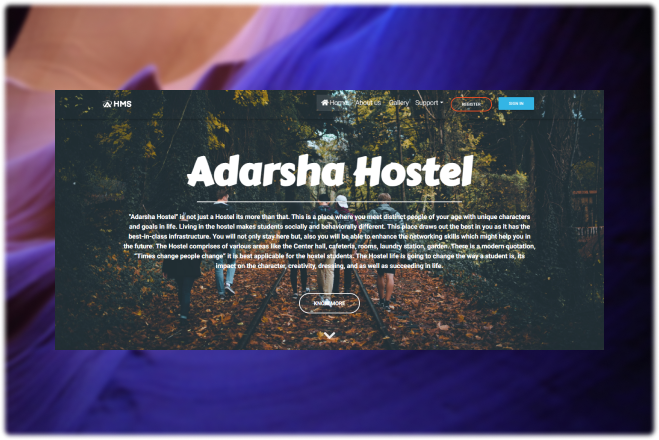 HMS
Home About Us Gallery Support REGISTER SIGN IN
Adarsha Hostel
"Adarsha Hostel" is not just a Hostel its more than that. This is a place where you meet distinct people of your age with unique characters
and goals in life. Living in the hostel makes students socially and behaviorally different. This place draws out the best in you as it has the
best-in-class infrastructure. You will not only stay here but, also you will be able to enhance the networking skills which might help you in
the future. The Hostel comprises of various areas like the Center hall, cafeteria, rooms, laundry station, garden. There is a modern quotation,
"Times change people change" it is best applicable for the hostel students. The Hostel life is going to change the way a student is, its
impact on the character, creativity, dressing, and as well as succeeding in life.
KNOW MORE